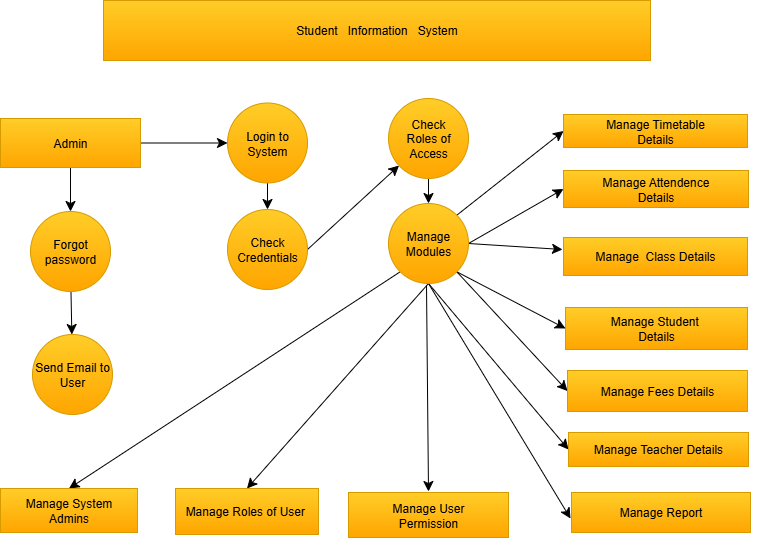 Student Information System
Admin
Login to
System
Check
Roles of
Access
Manage Timetable
Details
Manage Attendence
Details
Forgot
password
Check
Credentials
Manage
Modules
Manage Class Details
Manage Student
Details
Send Email to
User
Manage Fees Details
Manage Teacher Details
Manage System
Admins
Manage Roles of User
Manage User
Permission
Manage Report